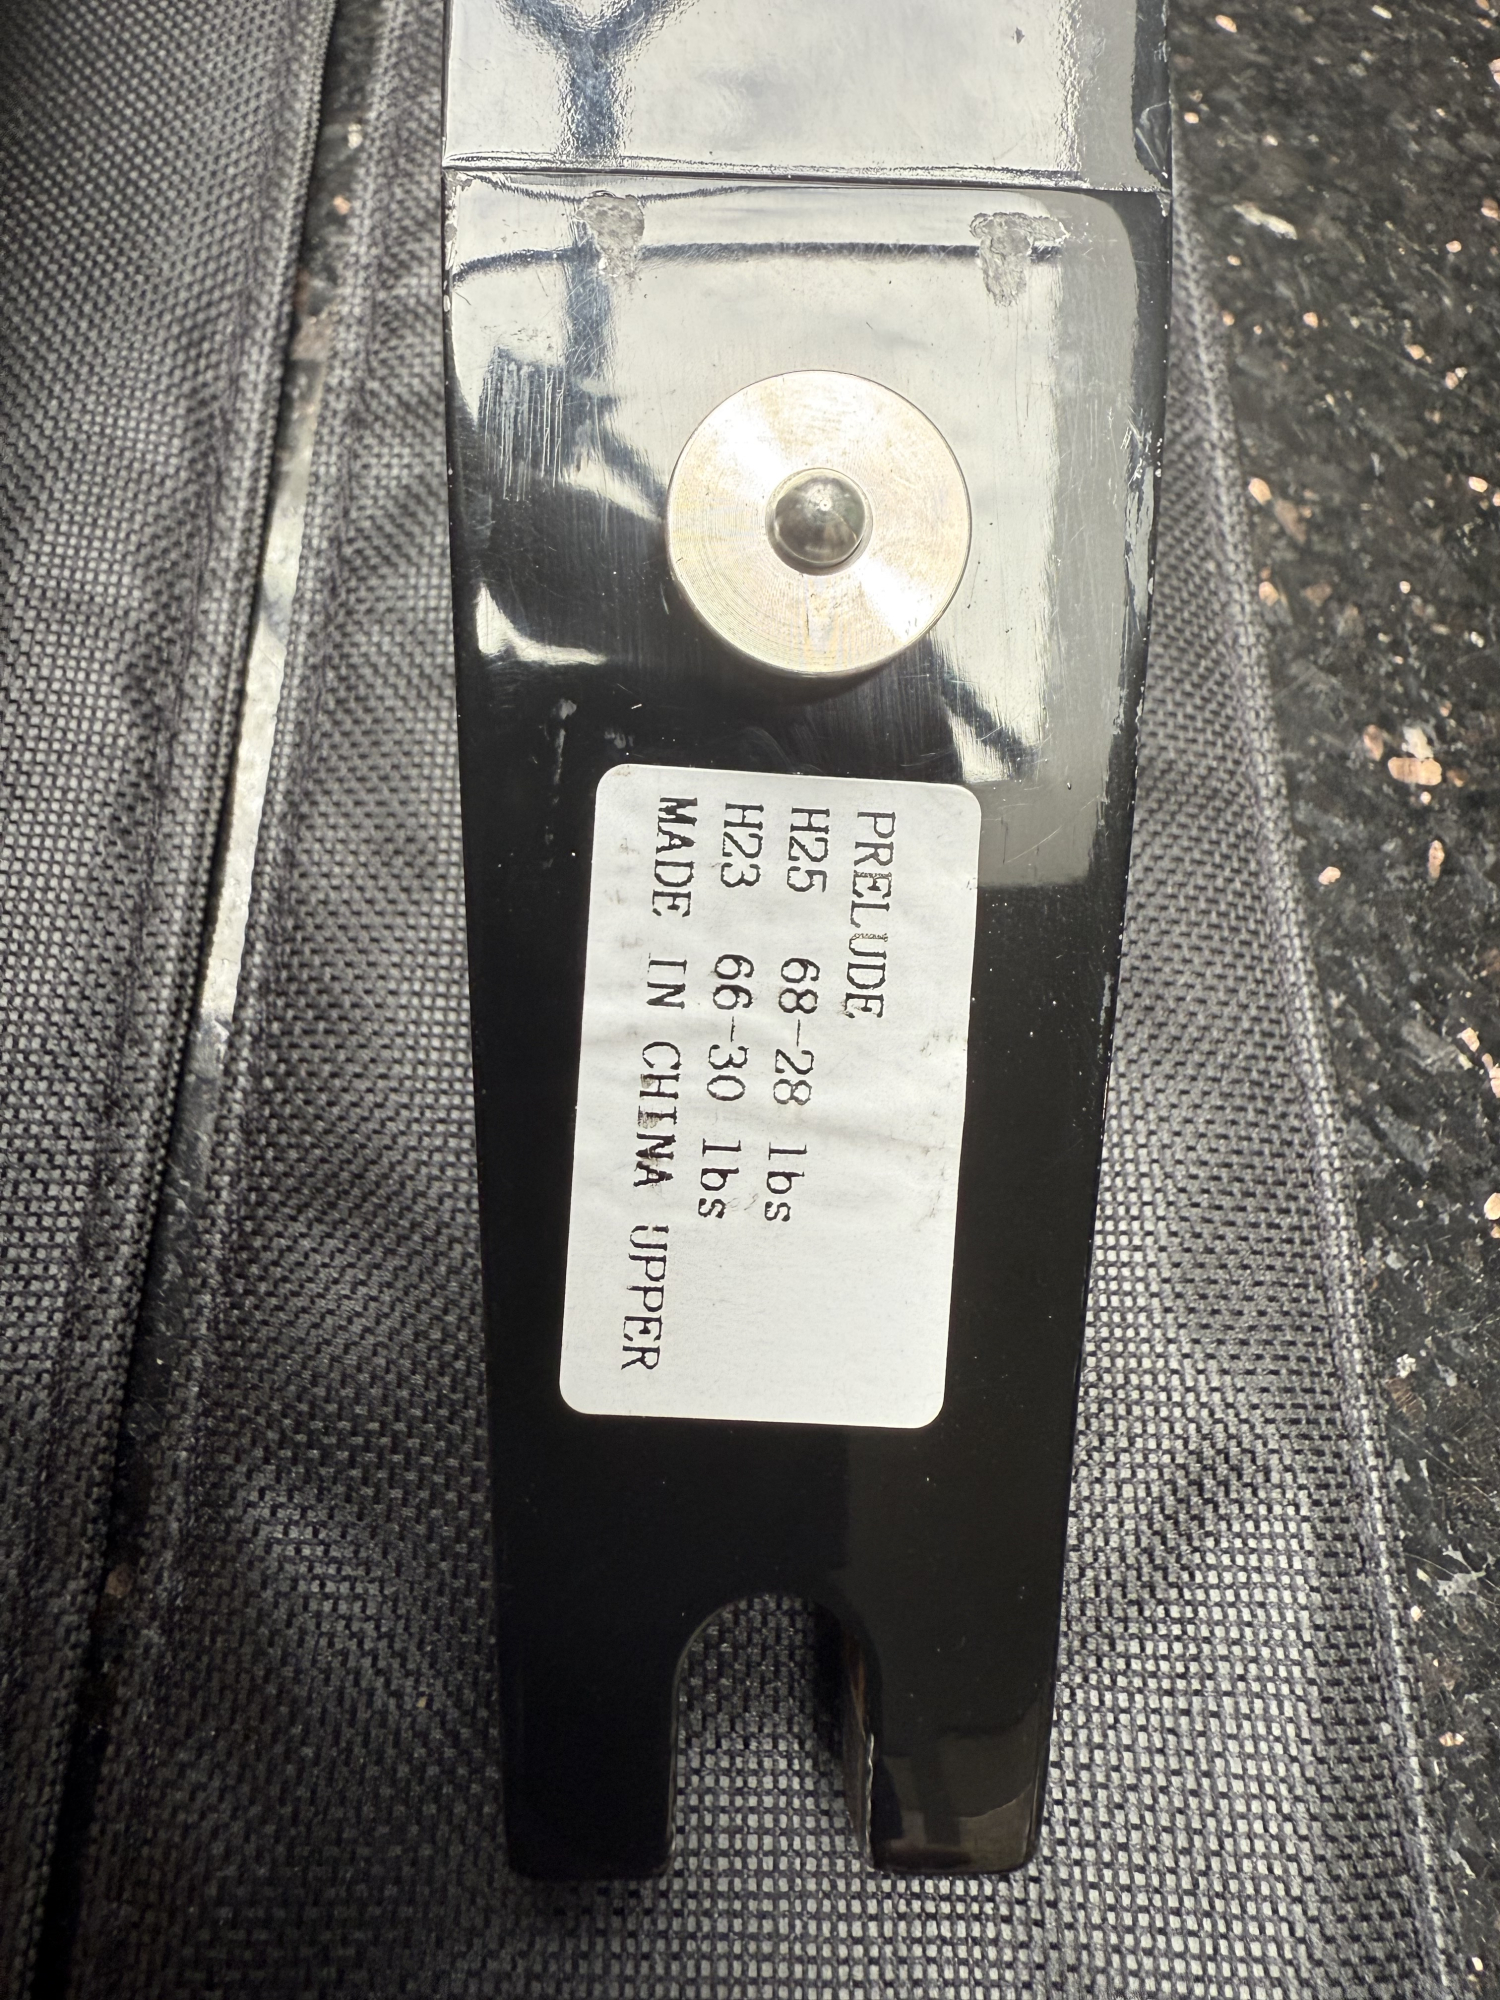 PRELUDE
H25 68-28 lbs
H23 66-30 lbs
MADE IN CHINA UPPER